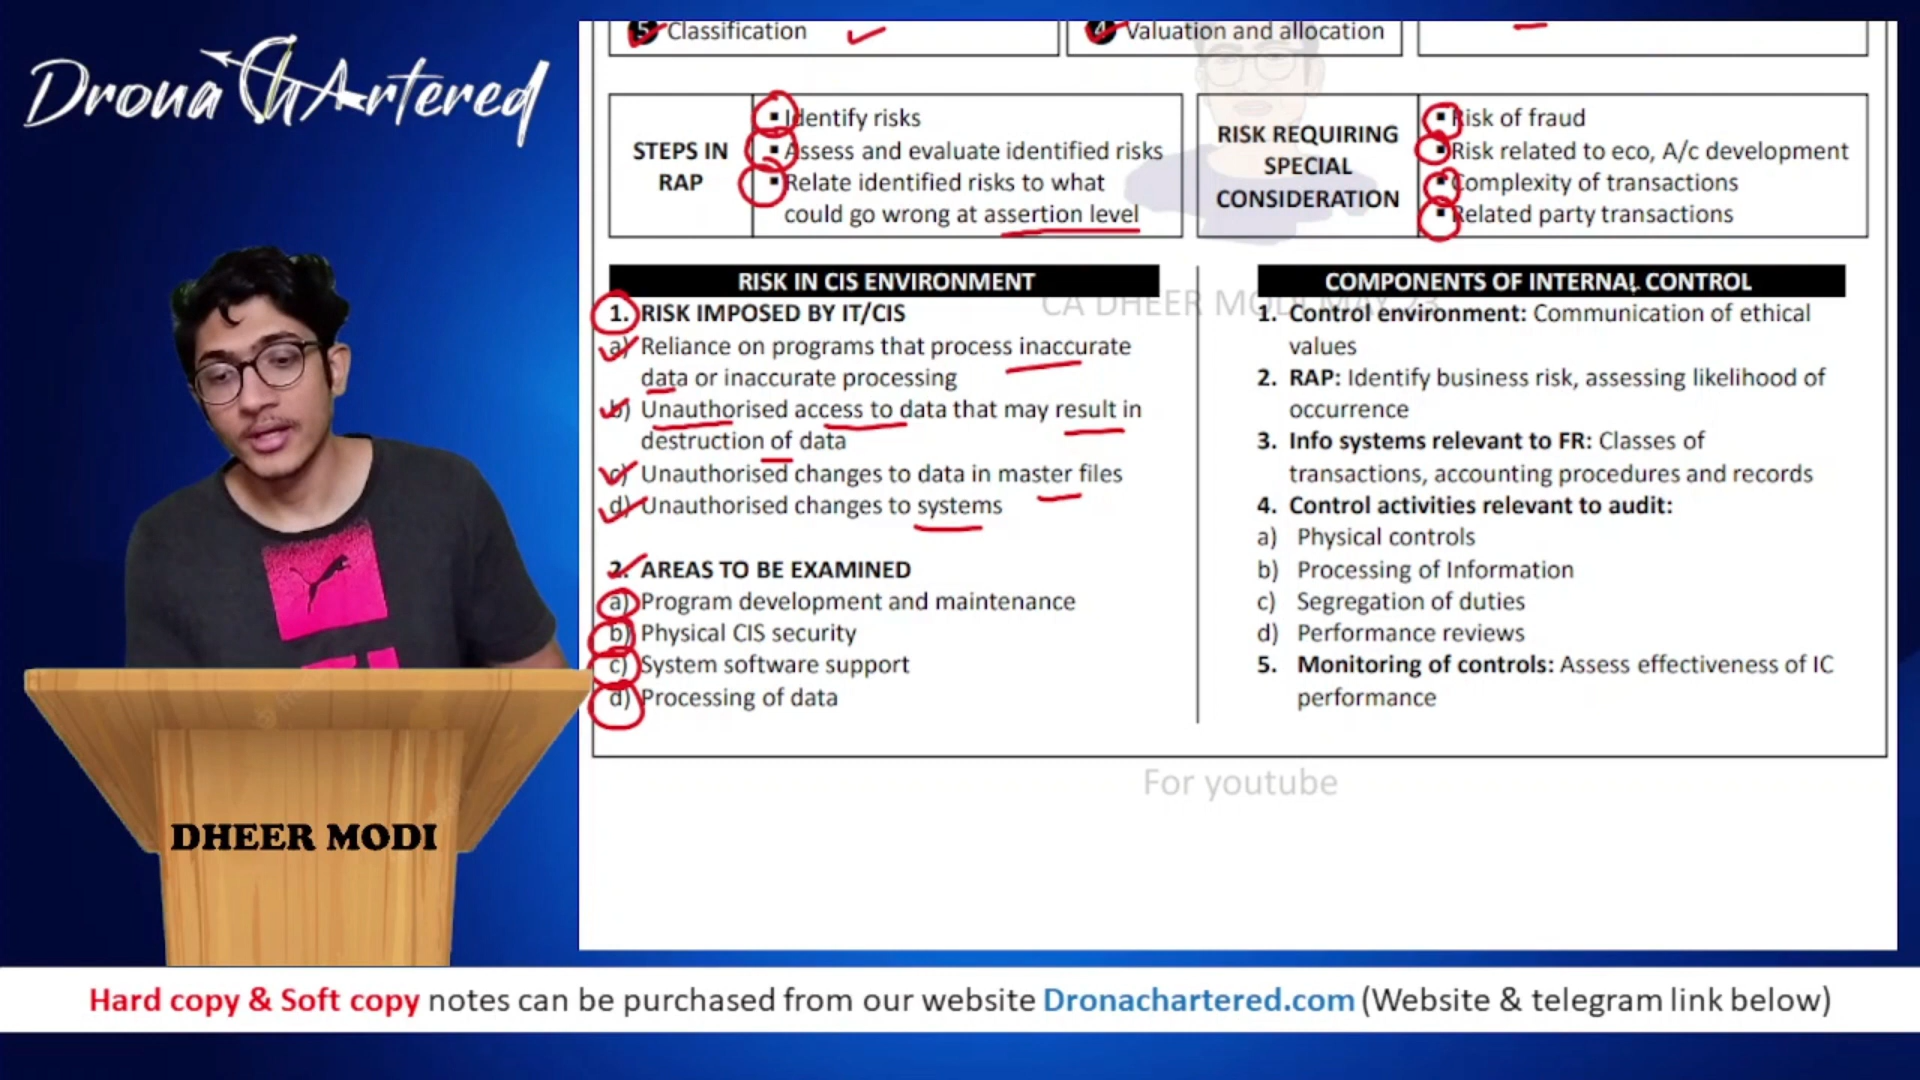 Drona ChArtered
5 Classification
4 Valuation and allocation
STEPS IN
RAP
▪ Identify risks
▪ Assess and evaluate identified risks
▪ Relate identified risks to what
could go wrong at assertion level
RISK REQUIRING
SPECIAL
CONSIDERATION
▪ Risk of fraud
▪ Risk related to eco, A/c development
▪ Complexity of transactions
▪ Related party transactions
RISK IN CIS ENVIRONMENT
1. RISK IMPOSED BY IT/CIS
a) Reliance on programs that process inaccurate
data or inaccurate processing
b) Unauthorised access to data that may result in
destruction of data
c) Unauthorised changes to data in master files
d) Unauthorised changes to systems
2. AREAS TO BE EXAMINED
a) Program development and maintenance
b) Physical CIS security
c) System software support
d) Processing of data
COMPONENTS OF INTERNAL CONTROL
CA DHEER MODI MAY 23
1. Control environment: Communication of ethical
values
2. RAP: Identify business risk, assessing likelihood of
occurrence
3. Info systems relevant to FR: Classes of
transactions, accounting procedures and records
4. Control activities relevant to audit:
a) Physical controls
b) Processing of Information
c) Segregation of duties
d) Performance reviews
5. Monitoring of controls: Assess effectiveness of IC
performance
For youtube
DHEER MODI
Hard copy & Soft copy notes can be purchased from our website Dronachartered.com (Website & telegram link below)